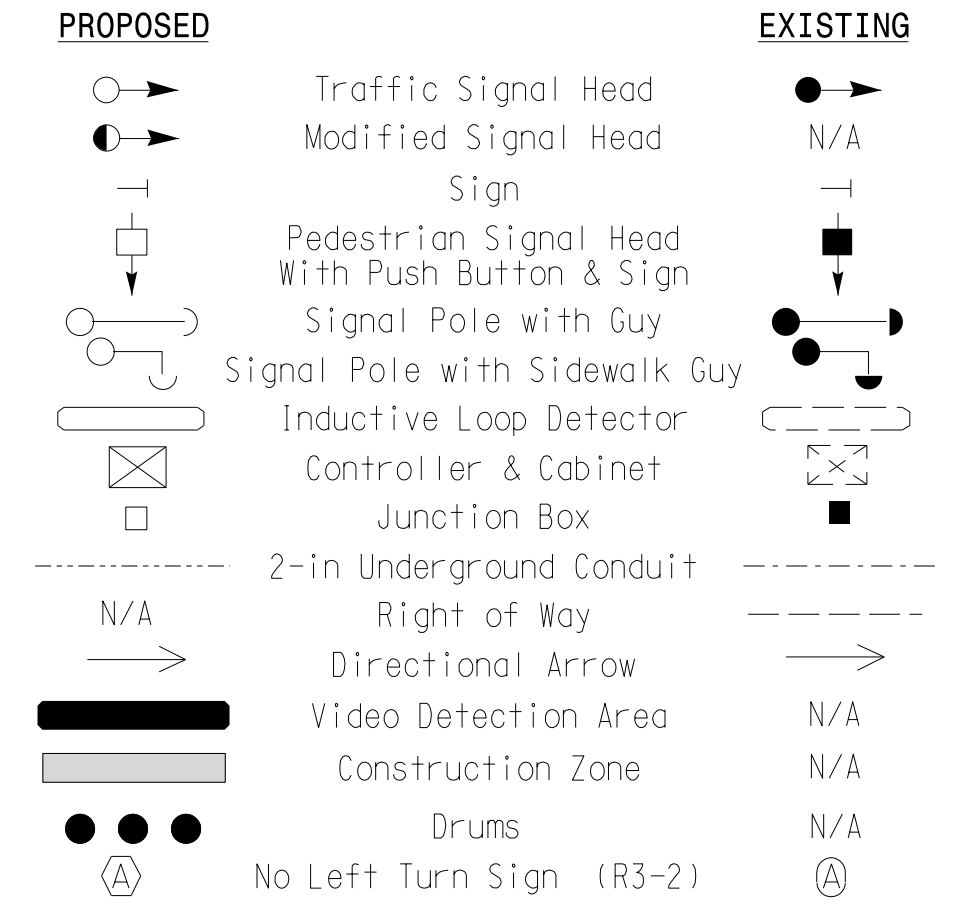 PROPOSED EXISTING
Traffic Signal Head
Modified Signal Head N/A
Sign
Pedestrian Signal Head
With Push Button & Sign
Signal Pole with Guy
Signal Pole with Sidewalk Guy
Inductive Loop Detector
Controller & Cabinet
Junction Box
2-in Underground Conduit
N/A Right of Way
Directional Arrow
Video Detection Area N/A
Construction Zone N/A
Drums N/A
A No Left Turn Sign (R3-2) A